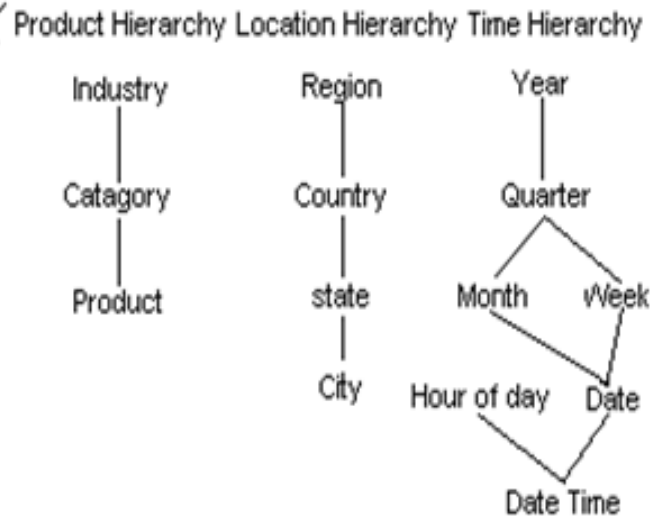 Product Hierarchy Location Hierarchy Time Hierarchy
Industry Region Year
Catagory Country Quarter
Product state Month Week
City Hour of day Date
Date Time